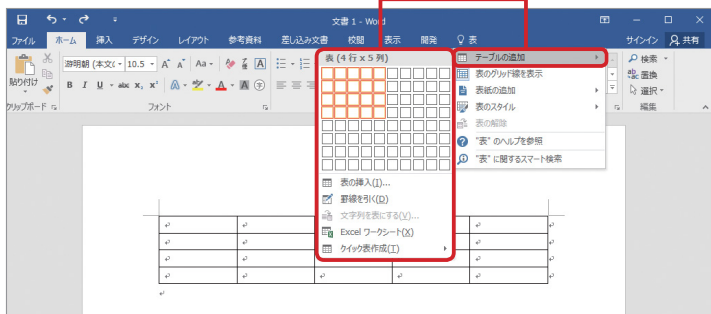 文書 1 - Word
ファイル ホーム 挿入 デザイン レイアウト 参考資料 差し込み文書 校閲 表示 開発 表 サインイン 共有
貼り付け
游明朝 (本文( 10.5 A A Aa A
B I U abc x₂ x² A A A 字
クリップボード フォント 編集
検索
置換
選択
表 (4 行 x 5 列)
表の挿入(I)...
罫線を引く(D)
文字列を表にする(V)...
Excel ワークシート(X)
クイック表作成(T)
テーブルの追加
表のグリッド線を表示
表紙の追加
表のスタイル
表の解除
"表" のヘルプを参照
"表" に関するスマート検索